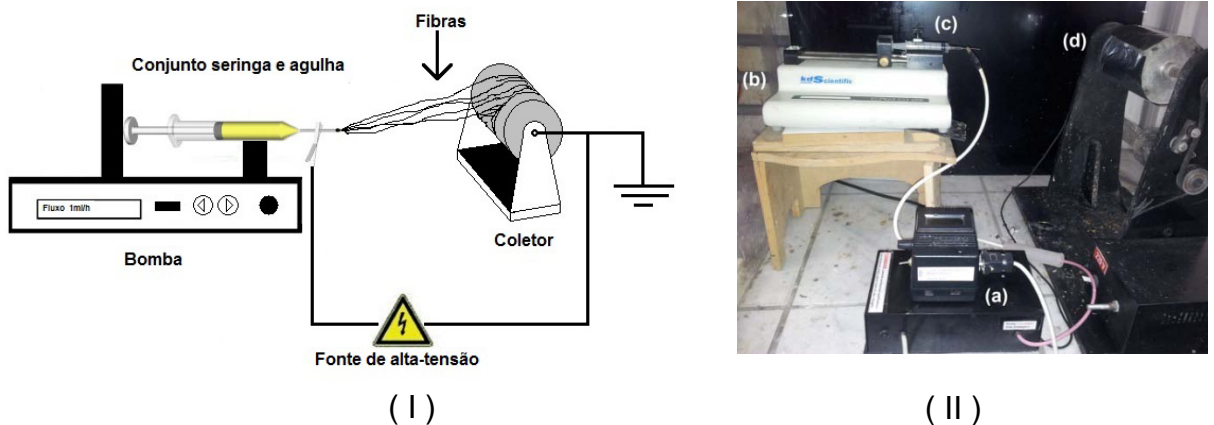 Fibras
Conjunto seringa e agulha
Fluxo 1ml/h
Bomba
Coletor
Fonte de alta-tensão
( I )
(c)
(d)
(b)
kdScientific
(a)
( II )